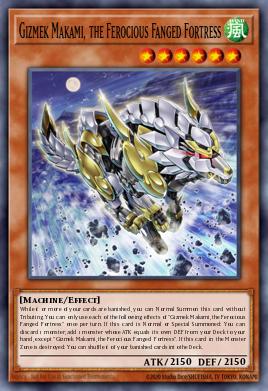 Gizmek Makami, the Ferocious Fanged Fortress
WIND
風
[Machine/Effect]
While 8 or more of your cards are banished, you can Normal Summon this card without
Tributing. You can only use each of the following effects of "Gizmek Makami, the Ferocious
Fanged Fortress" once per turn. If this card is Normal or Special Summoned: You can
discard 1 monster; add 1 monster whose ATK equals its own DEF from your Deck to your
hand, except "Gizmek Makami, the Ferocious Fanged Fortress". If this card in the Monster
Zone is destroyed: You can shuffle 1 of your banished cards into the Deck.
ATK/2150 DEF/2150